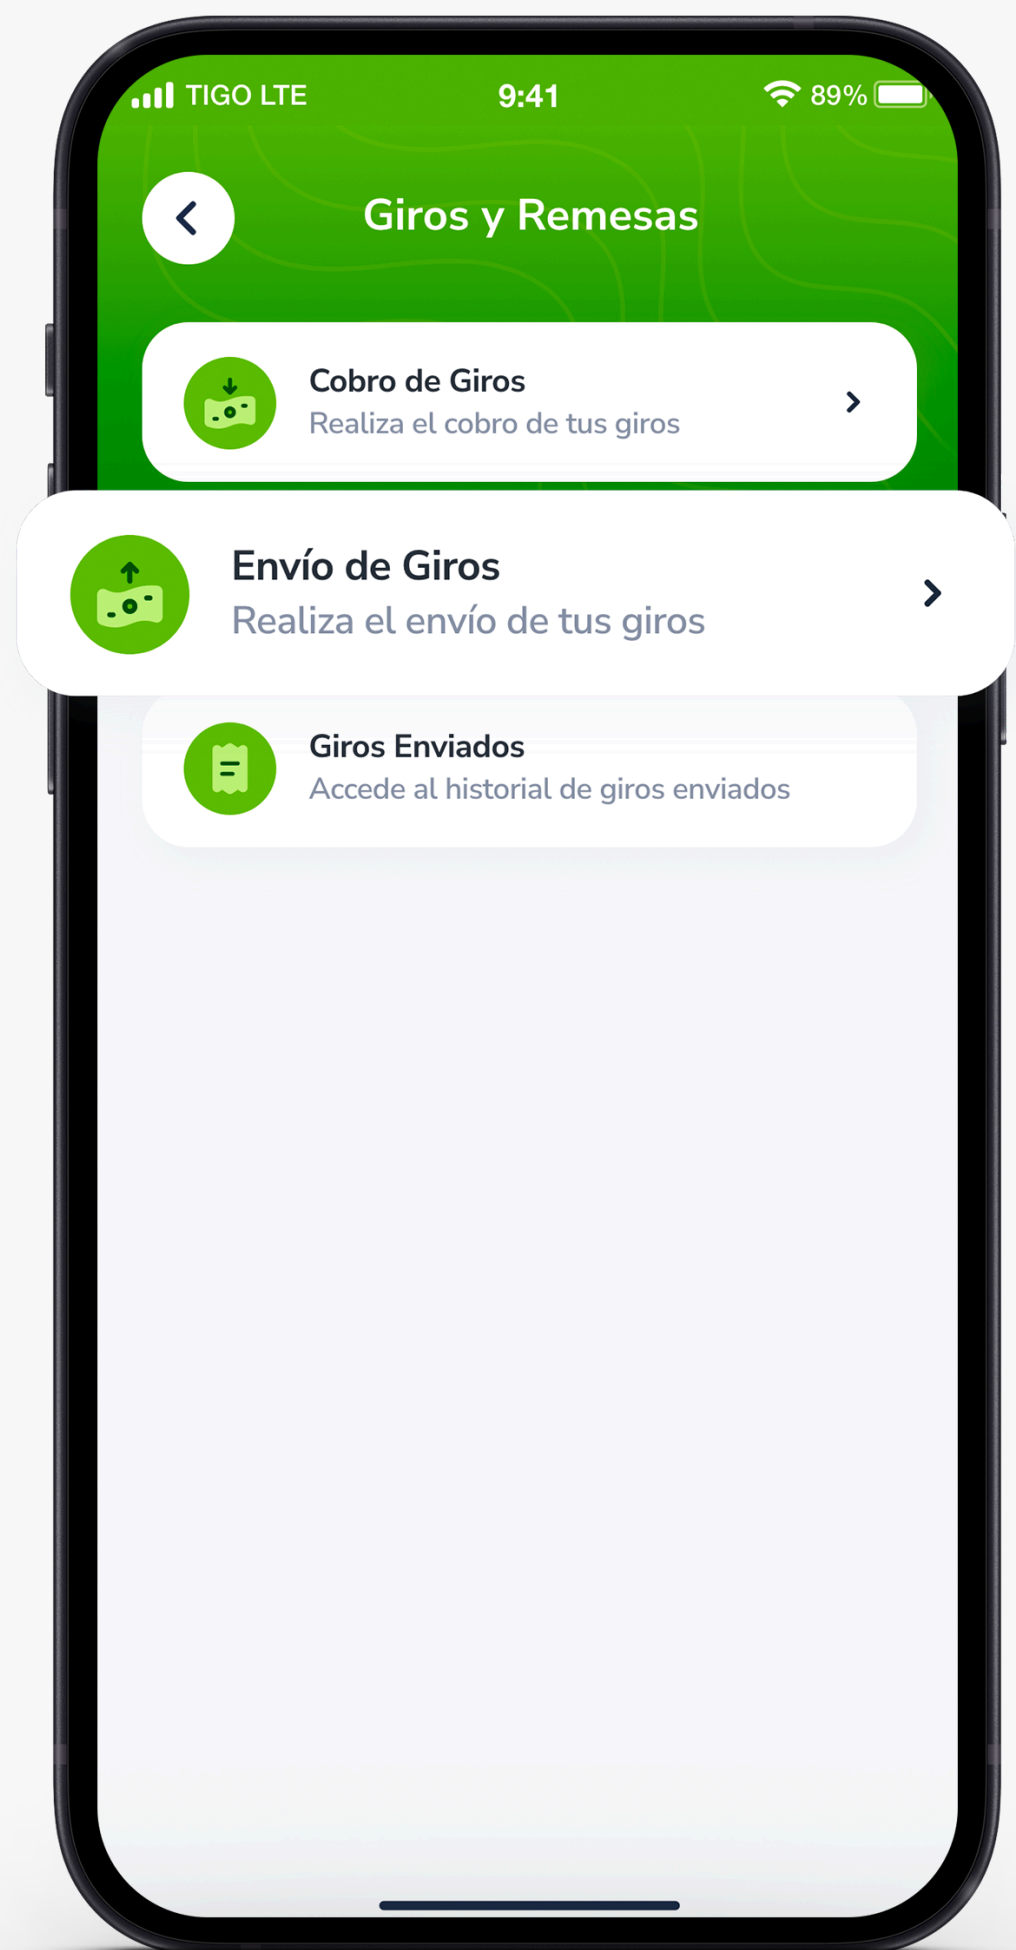 TIGO LTE 9:41 89%
Giros y Remesas
Cobro de Giros
Realiza el cobro de tus giros
Envío de Giros
Realiza el envío de tus giros
Giros Enviados
Accede al historial de giros enviados